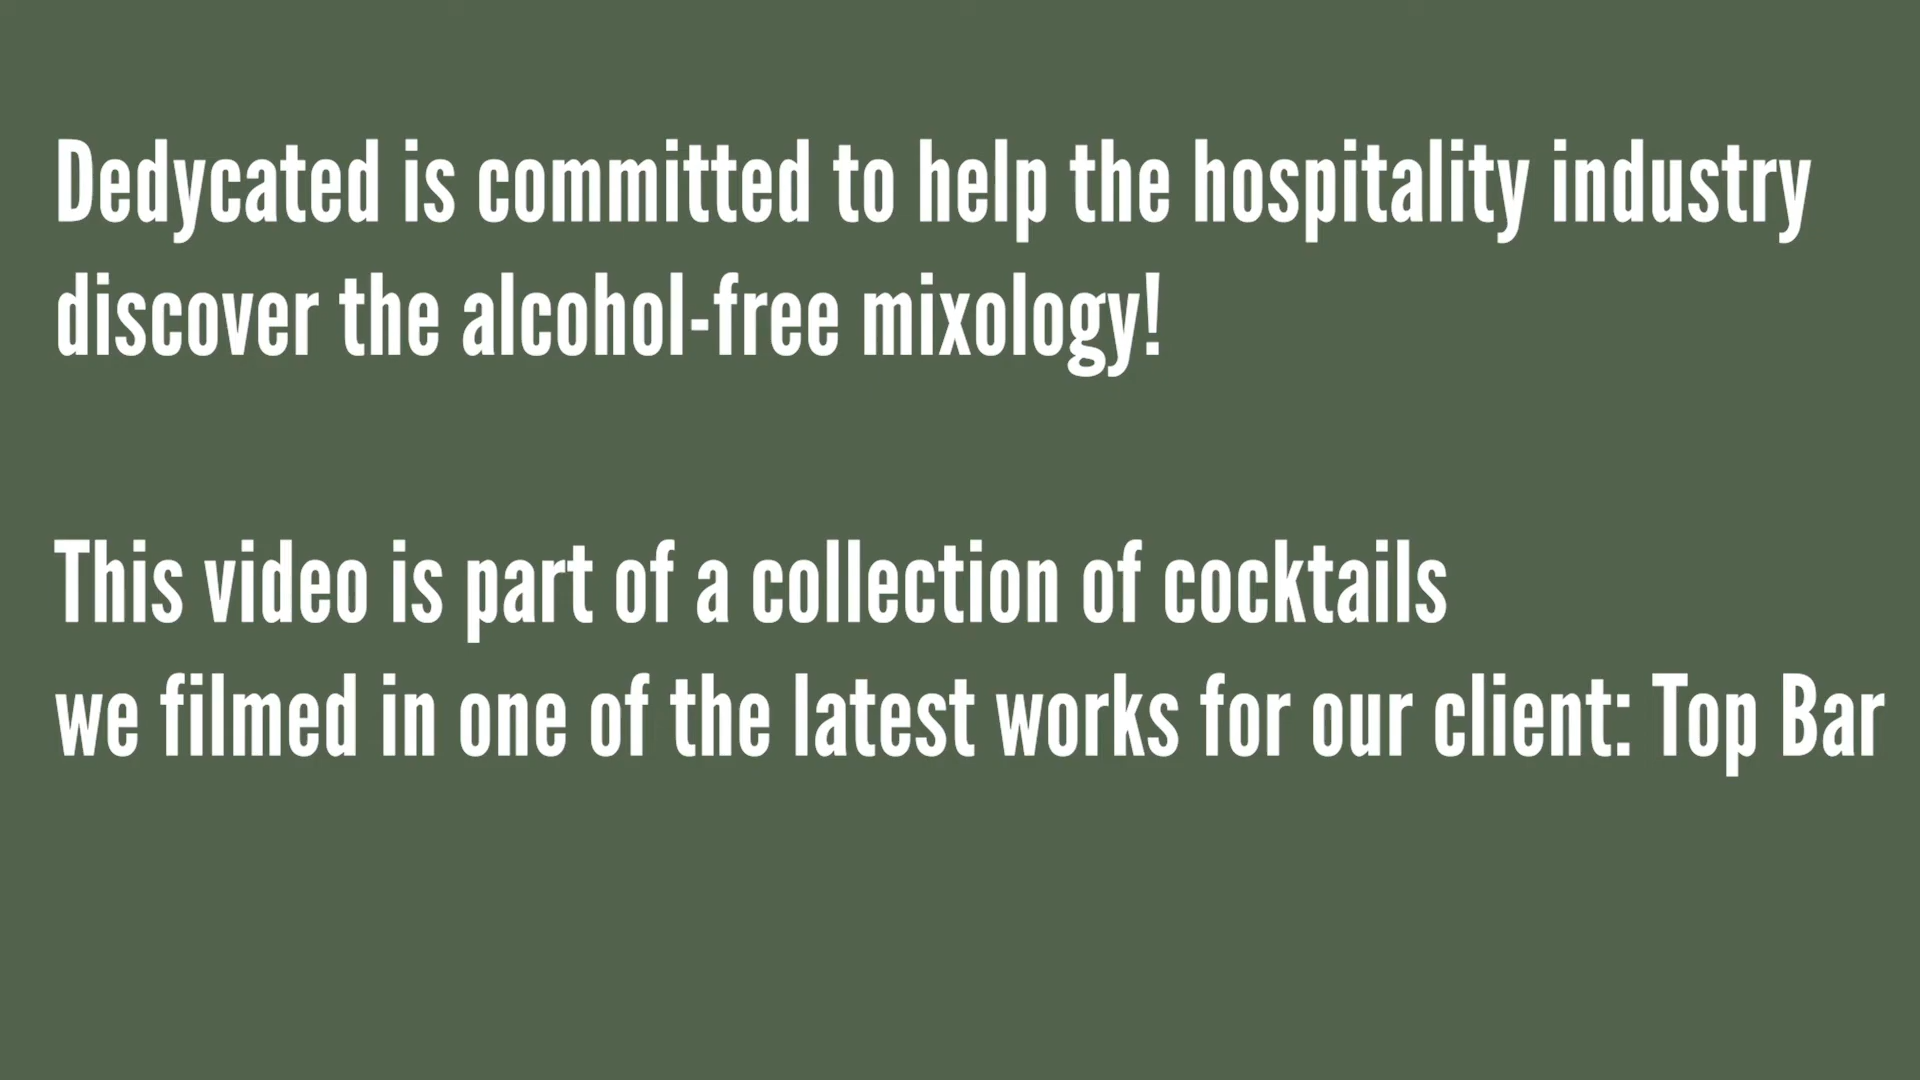 Dedycated is committed to help the hospitality industry
discover the alcohol-free mixology!
This video is part of a collection of cocktails
we filmed in one of the latest works for our client: Top Bar